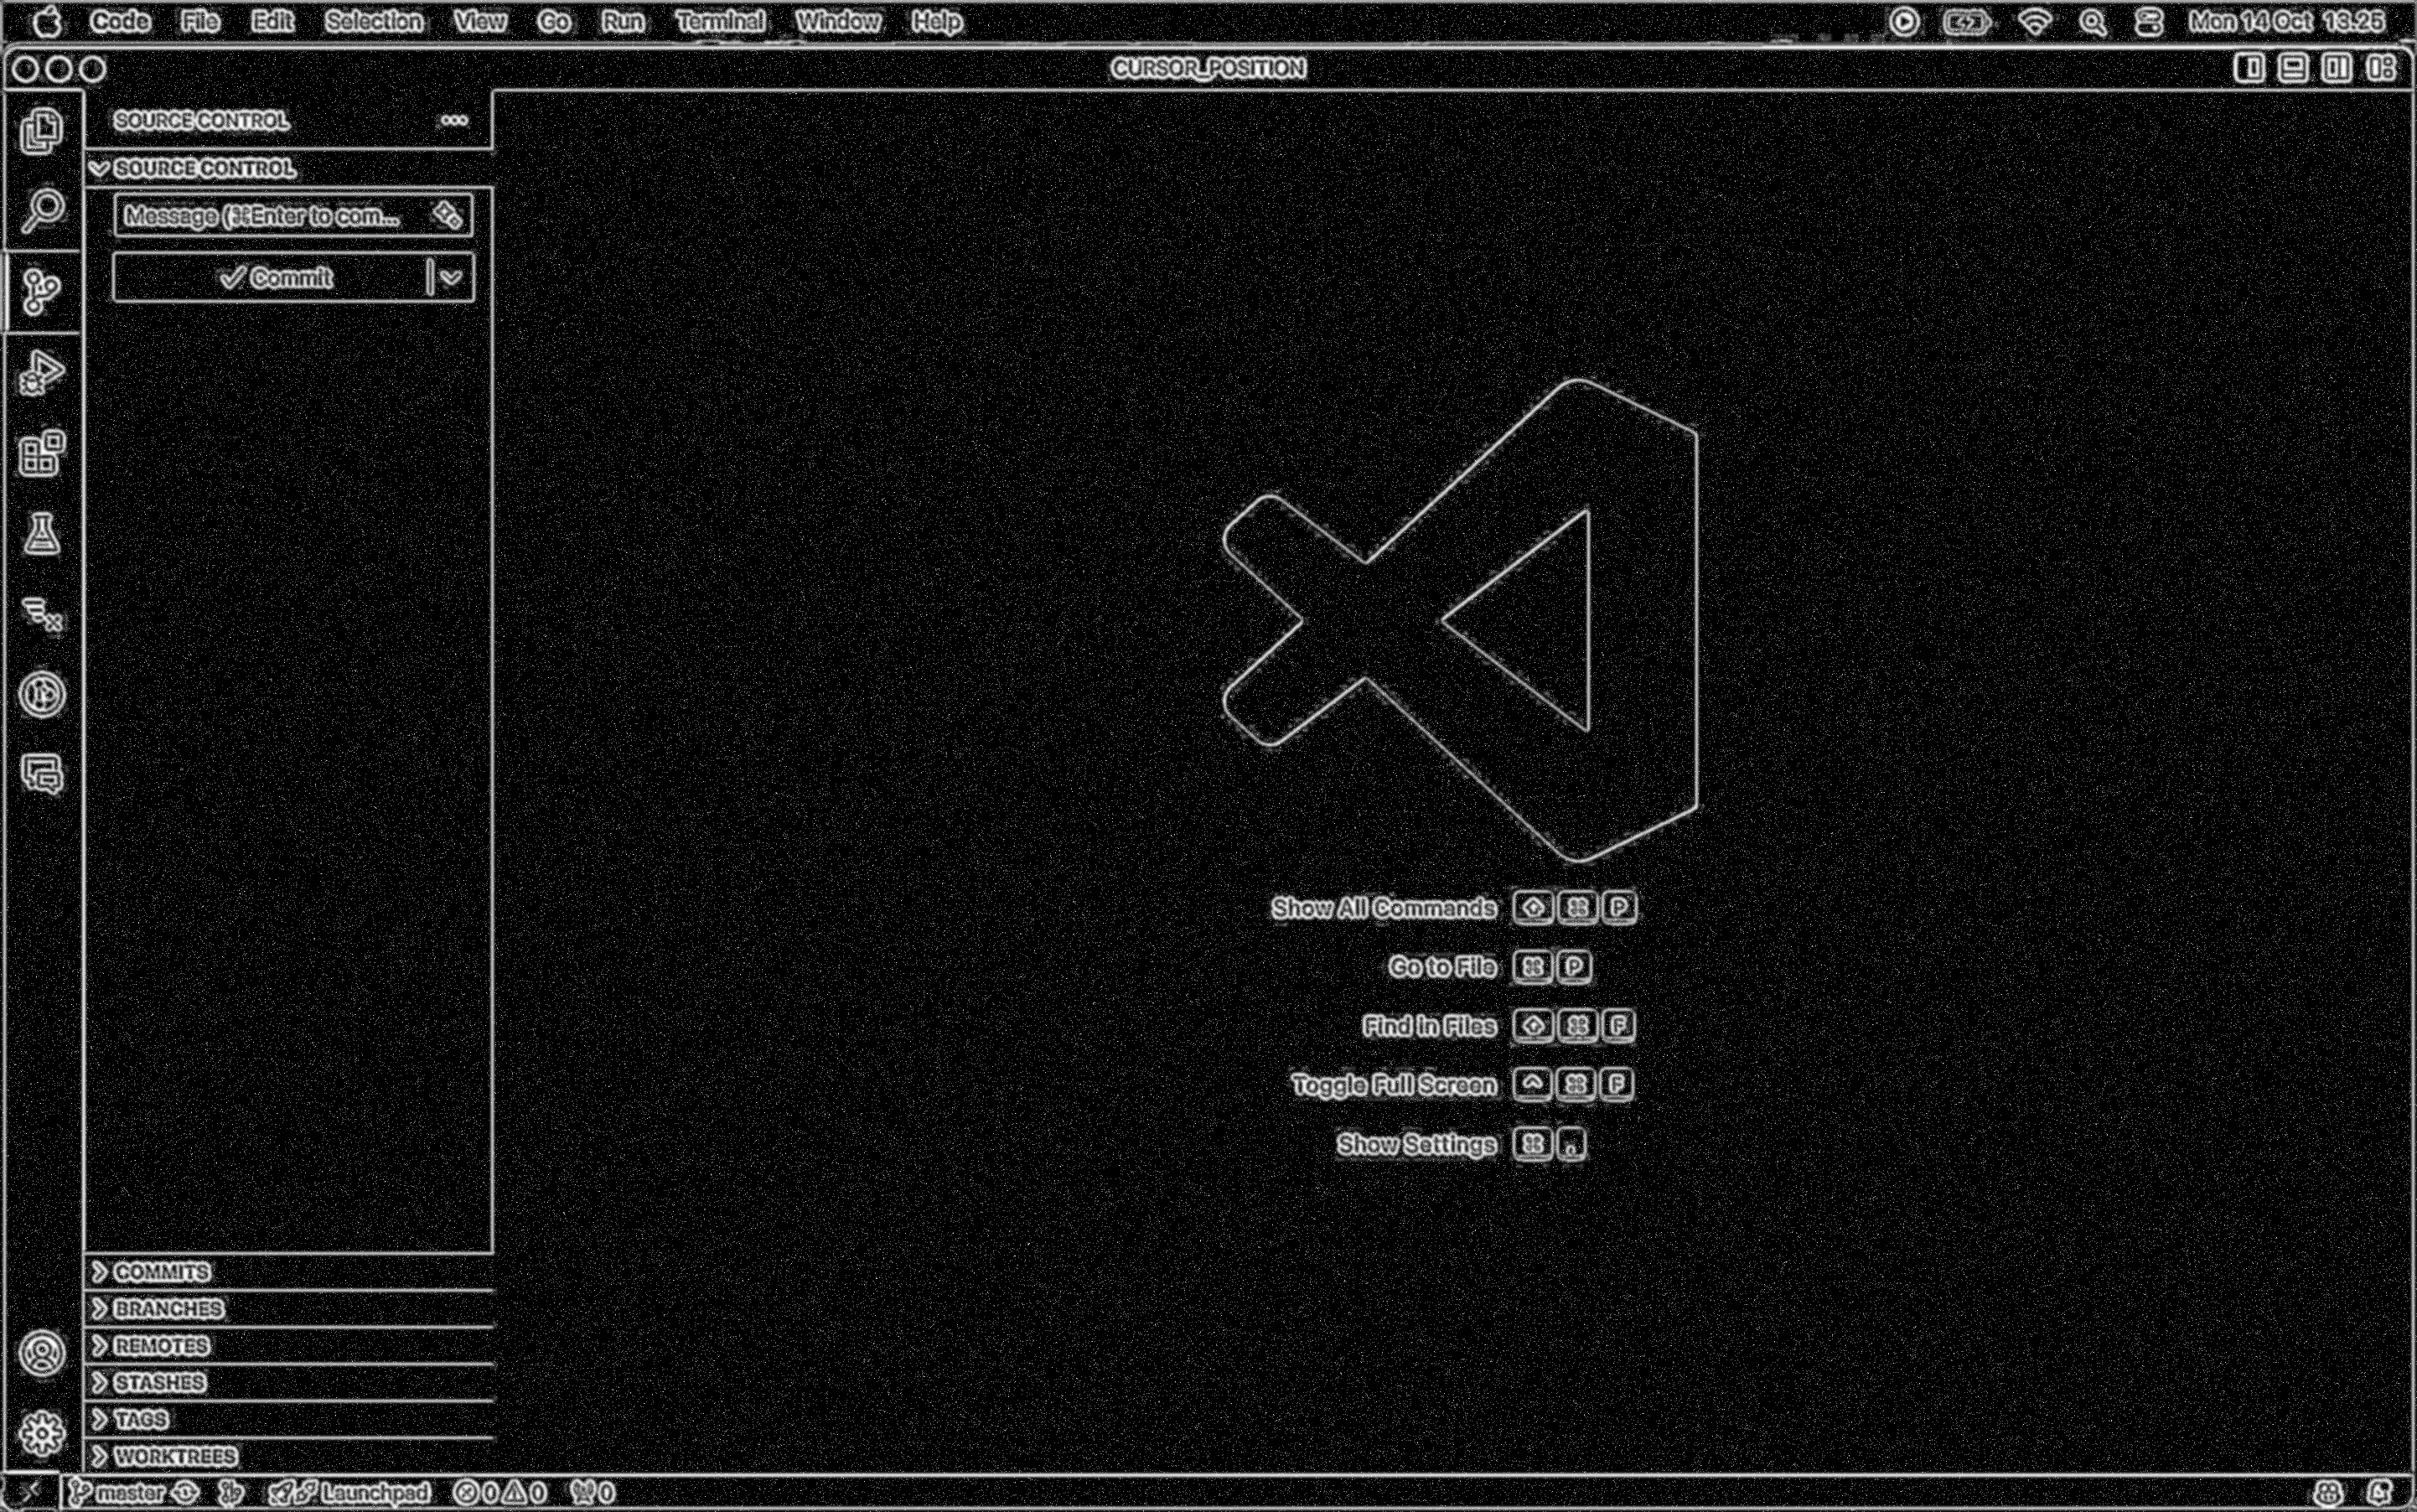 Code File Edit Selection View Go Run Terminal Window Help Mon 14 Oct 13.25
CURSOR_POSITION
SOURCE CONTROL
SOURCE CONTROL
Message (⌘Enter to com...
Commit
Show All Commands ⇧ ⌘ P
Go to File ⌘ P
Find in Files ⇧ ⌘ F
Toggle Full Screen ^ ⌘ F
Show Settings ⌘ ,
COMMITS
BRANCHES
REMOTES
STASHES
TAGS
WORKTREES
master Launchpad 0 0 0